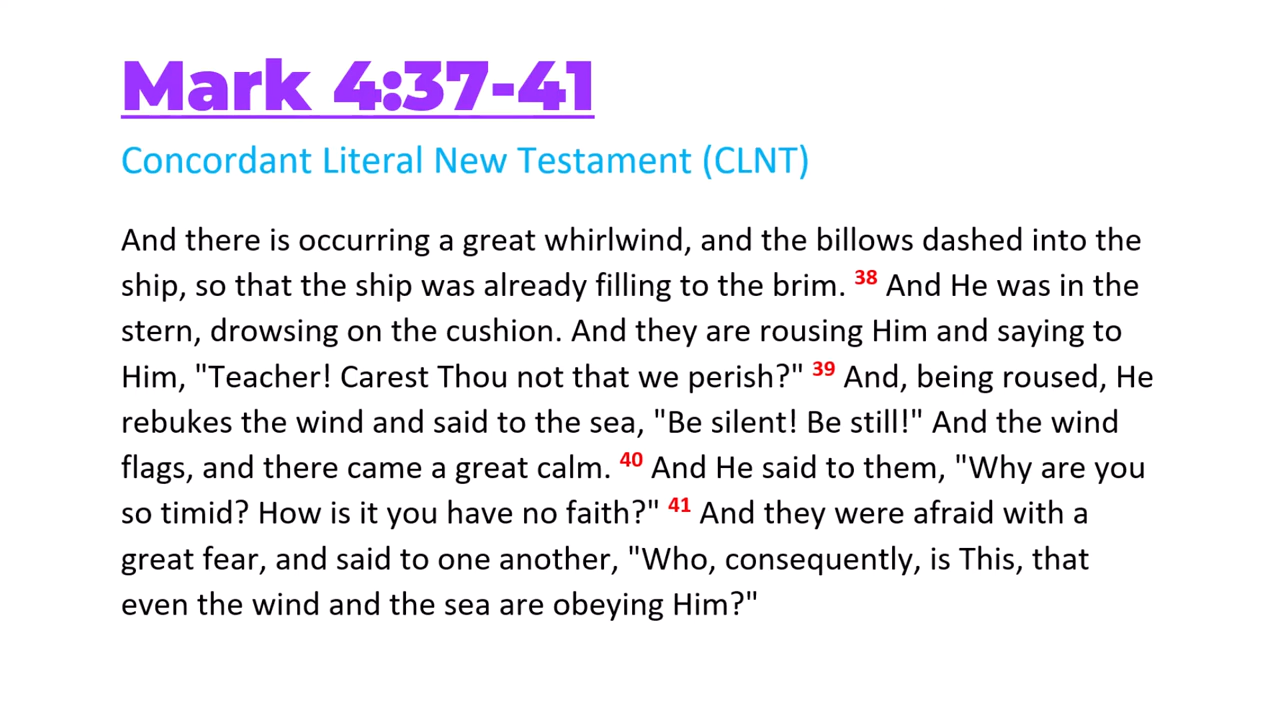 Mark 4:37-41
Concordant Literal New Testament (CLNT)
And there is occurring a great whirlwind, and the billows dashed into the
ship, so that the ship was already filling to the brim. 38 And He was in the
stern, drowsing on the cushion. And they are rousing Him and saying to
Him, "Teacher! Carest Thou not that we perish?" 39 And, being roused, He
rebukes the wind and said to the sea, "Be silent! Be still!" And the wind
flags, and there came a great calm. 40 And He said to them, "Why are you
so timid? How is it you have no faith?" 41 And they were afraid with a
great fear, and said to one another, "Who, consequently, is This, that
even the wind and the sea are obeying Him?"